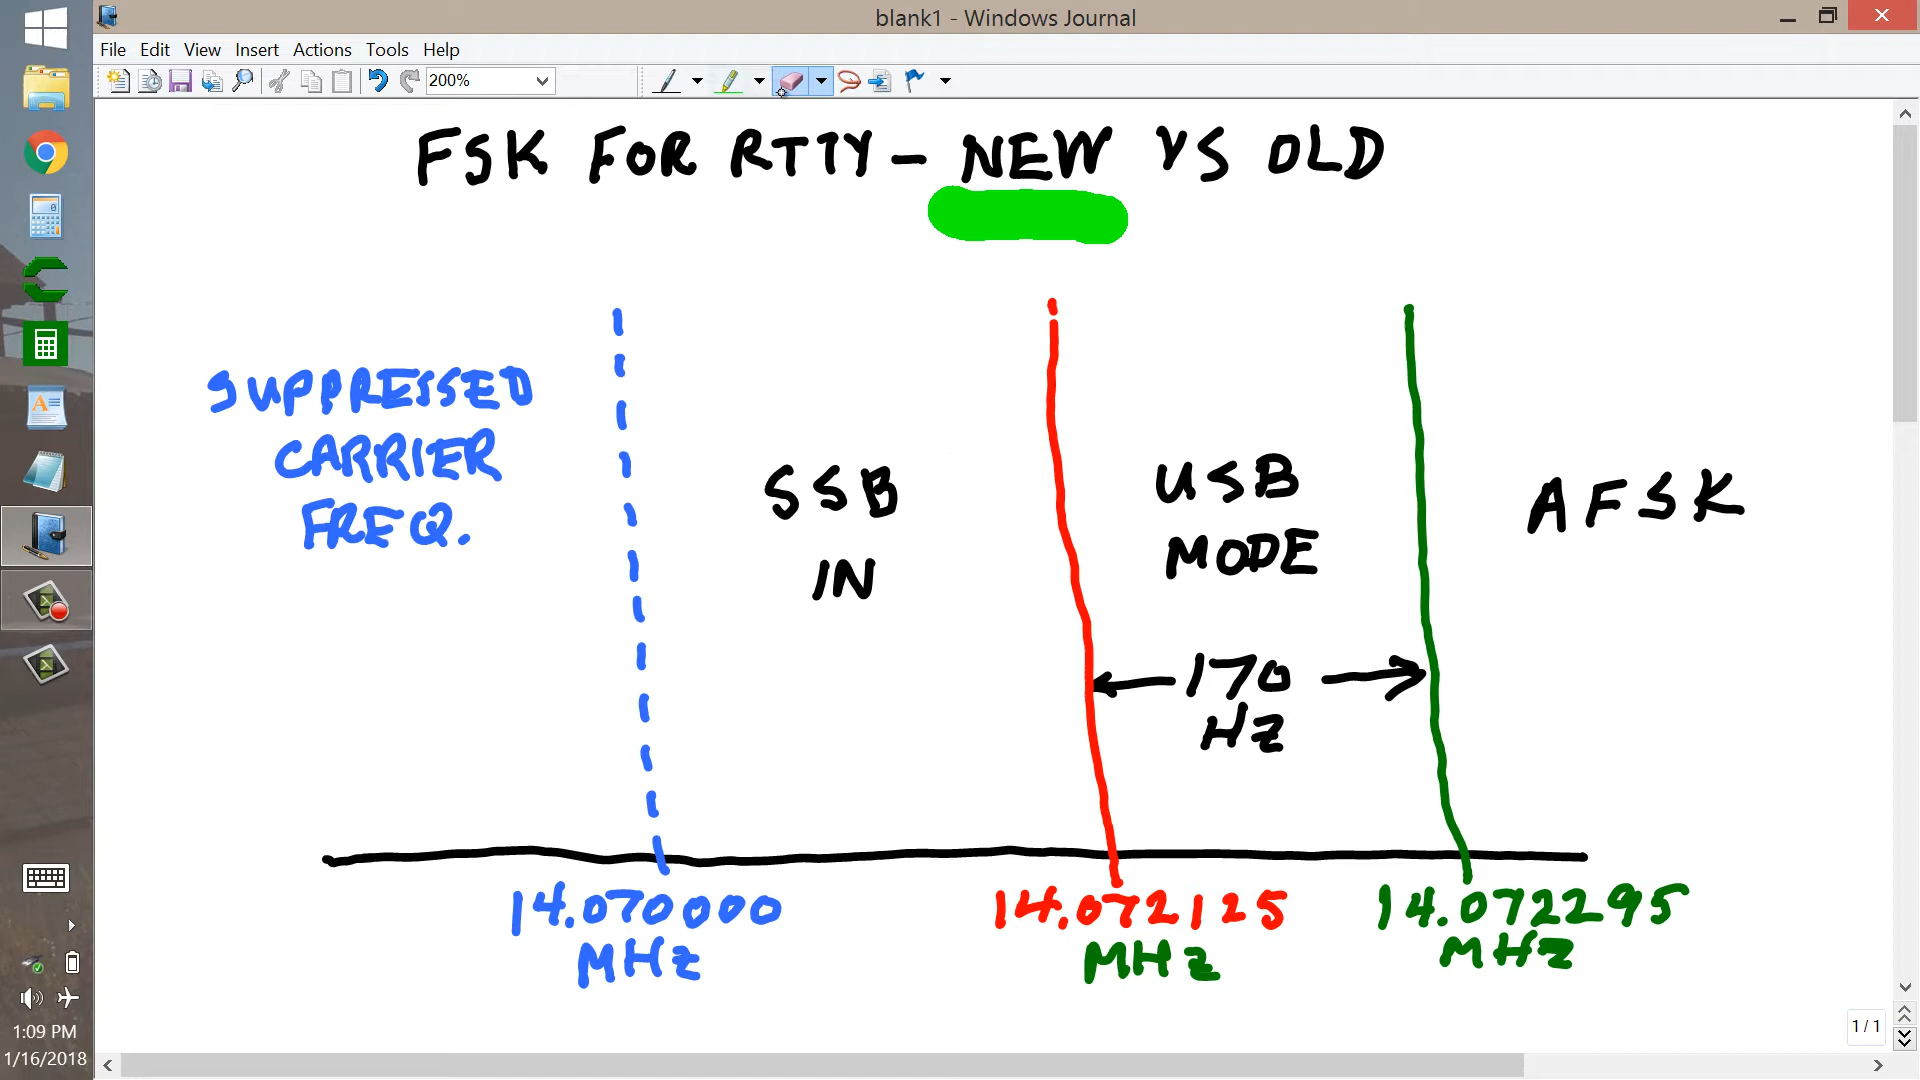 blank1 - Windows Journal
File Edit View Insert Actions Tools Help
200%
FSK FOR RTTY - NEW VS OLD
SUPPRESSED
CARRIER
FREQ.
SSB
IN
USB
MODE
AFSK
170
HZ
14.070000
MHZ
14.072125
MHZ
14.072295
MHZ
1 / 1
1:09 PM
1/16/2018